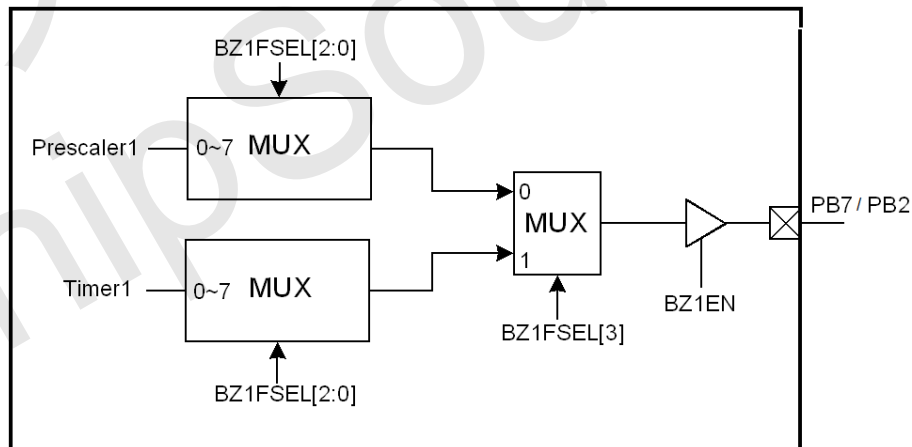 BZ1FSEL[2:0]
Prescaler1
0~7 MUX
0
MUX
1
PB7 / PB2
BZ1EN
Timer1
0~7 MUX
BZ1FSEL[3]
BZ1FSEL[2:0]